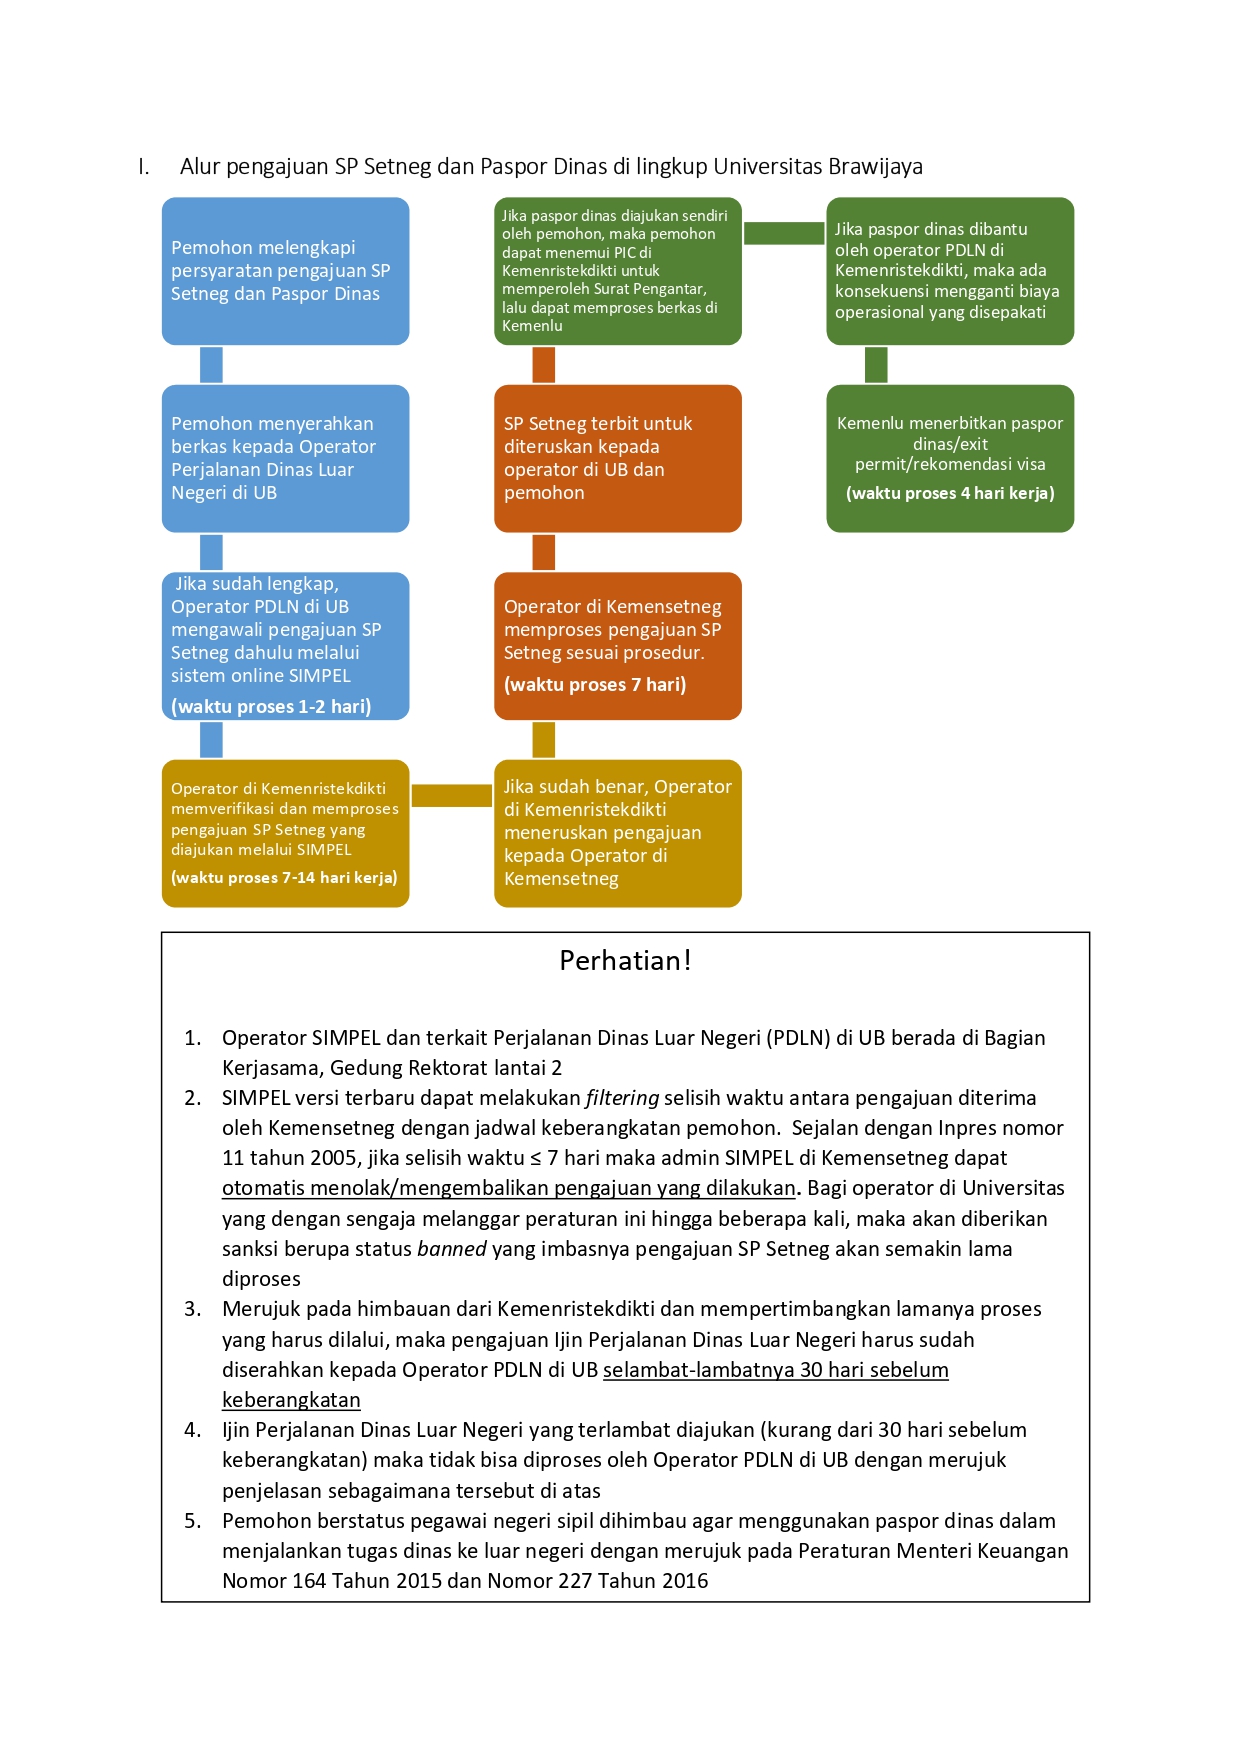 I. Alur pengajuan SP Setneg dan Paspor Dinas di lingkup Universitas Brawijaya
Pemohon melengkapi
persyaratan pengajuan SP
Setneg dan Paspor Dinas
Pemohon menyerahkan
berkas kepada Operator
Perjalanan Dinas Luar
Negeri di UB
Jika sudah lengkap,
Operator PDLN di UB
mengawali pengajuan SP
Setneg dahulu melalui
sistem online SIMPEL
(waktu proses 1-2 hari)
Operator di Kemenristekdikti
memverifikasi dan memproses
pengajuan SP Setneg yang
diajukan melalui SIMPEL
(waktu proses 7-14 hari kerja)
Jika sudah benar, Operator
di Kemenristekdikti
meneruskan pengajuan
kepada Operator di
Kemensetneg
Operator di Kemensetneg
memproses pengajuan SP
Setneg sesuai prosedur.
(waktu proses 7 hari)
SP Setneg terbit untuk
diteruskan kepada
operator di UB dan
pemohon
Jika paspor dinas diajukan sendiri
oleh pemohon, maka pemohon
dapat menemui PIC di
Kemenristekdikti untuk
memperoleh Surat Pengantar,
lalu dapat memproses berkas di
Kemenlu
Jika paspor dinas dibantu
oleh operator PDLN di
Kemenristekdikti, maka ada
konsekuensi mengganti biaya
operasional yang disepakati
Kemenlu menerbitkan paspor
dinas/exit
permit/rekomendasi visa
(waktu proses 4 hari kerja)
Perhatian!
1. Operator SIMPEL dan terkait Perjalanan Dinas Luar Negeri (PDLN) di UB berada di Bagian
Kerjasama, Gedung Rektorat lantai 2
2. SIMPEL versi terbaru dapat melakukan filtering selisih waktu antara pengajuan diterima
oleh Kemensetneg dengan jadwal keberangkatan pemohon. Sejalan dengan Inpres nomor
11 tahun 2005, jika selisih waktu ≤ 7 hari maka admin SIMPEL di Kemensetneg dapat
otomatis menolak/mengembalikan pengajuan yang dilakukan. Bagi operator di Universitas
yang dengan sengaja melanggar peraturan ini hingga beberapa kali, maka akan diberikan
sanksi berupa status banned yang imbasnya pengajuan SP Setneg akan semakin lama
diproses
3. Merujuk pada himbauan dari Kemenristekdikti dan mempertimbangkan lamanya proses
yang harus dilalui, maka pengajuan Ijin Perjalanan Dinas Luar Negeri harus sudah
diserahkan kepada Operator PDLN di UB selambat-lambatnya 30 hari sebelum
keberangkatan
4. Ijin Perjalanan Dinas Luar Negeri yang terlambat diajukan (kurang dari 30 hari sebelum
keberangkatan) maka tidak bisa diproses oleh Operator PDLN di UB dengan merujuk
penjelasan sebagaimana tersebut di atas
5. Pemohon berstatus pegawai negeri sipil dihimbau agar menggunakan paspor dinas dalam
menjalankan tugas dinas ke luar negeri dengan merujuk pada Peraturan Menteri Keuangan
Nomor 164 Tahun 2015 dan Nomor 227 Tahun 2016